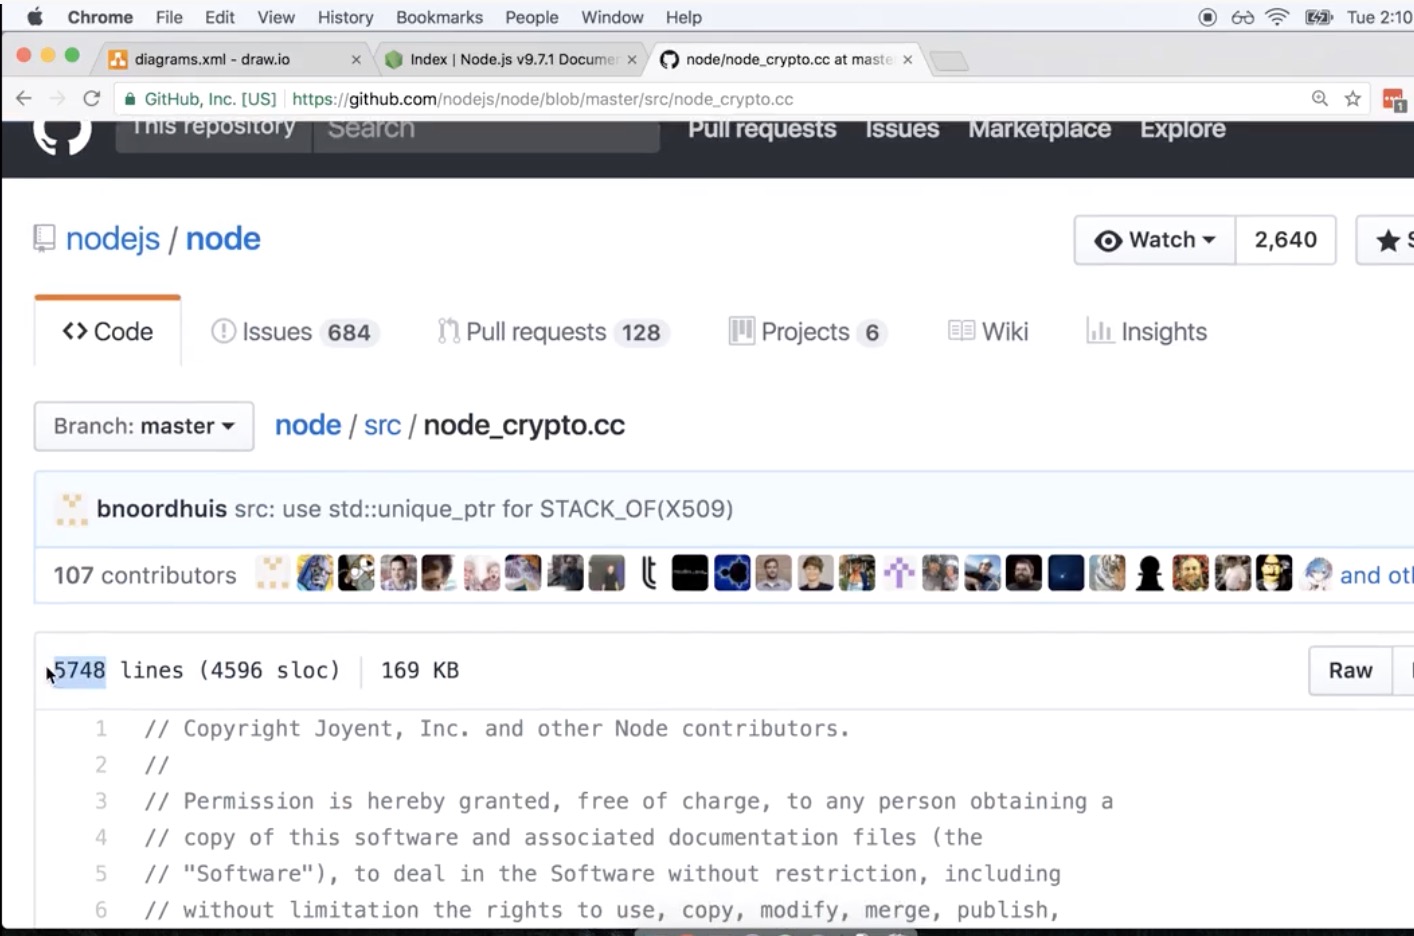 Chrome File Edit View History Bookmarks People Window Help Tue 2:10
diagrams.xml - draw.io Index | Node.js v9.7.1 Docume node/node_crypto.cc at maste
GitHub, Inc. [US] https://github.com/nodejs/node/blob/master/src/node_crypto.cc 1
This repository Search Pull requests Issues Marketplace Explore
nodejs / node Watch 2,640 S
<> Code Issues 684 Pull requests 128 Projects 6 Wiki Insights
Branch: master node / src / node_crypto.cc
bnoordhuis src: use std::unique_ptr for STACK_OF(X509)
107 contributors and oth
5748 lines (4596 sloc) 169 KB Raw
1 // Copyright Joyent, Inc. and other Node contributors.
2 //
3 // Permission is hereby granted, free of charge, to any person obtaining a
4 // copy of this software and associated documentation files (the
5 // "Software"), to deal in the Software without restriction, including
6 // without limitation the rights to use, copy, modify, merge, publish,